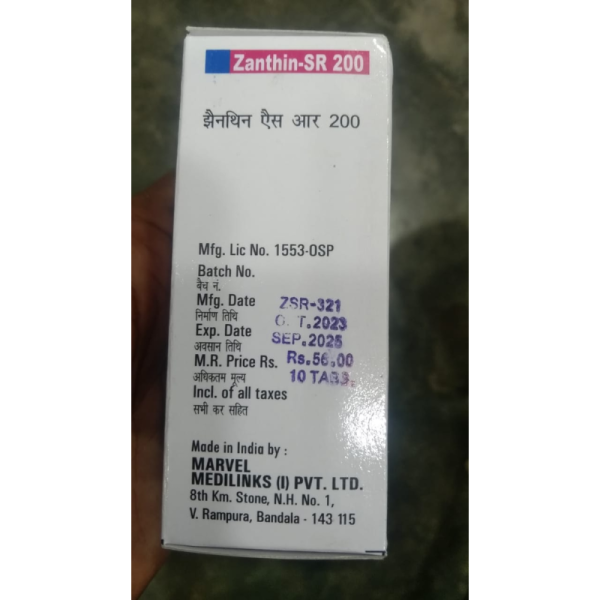 Zanthin-SR 200
झैनथिन एैस आर 200
Mfg. Lic No. 1553-OSP
Batch No.
बैच नं.
Mfg. Date ZSR-321
निर्माण तिथि 2023
Exp. Date SEP.2025
अवसान तिथि
M.R. Price Rs. Rs.56.00
अधिकतम मूल्य 10 TABS.
Incl. of all taxes
सभी कर सहित
Made in India by :
MARVEL
MEDILINKS (I) PVT. LTD.
8th Km. Stone, N.H. No. 1,
V. Rampura, Bandala - 143 115